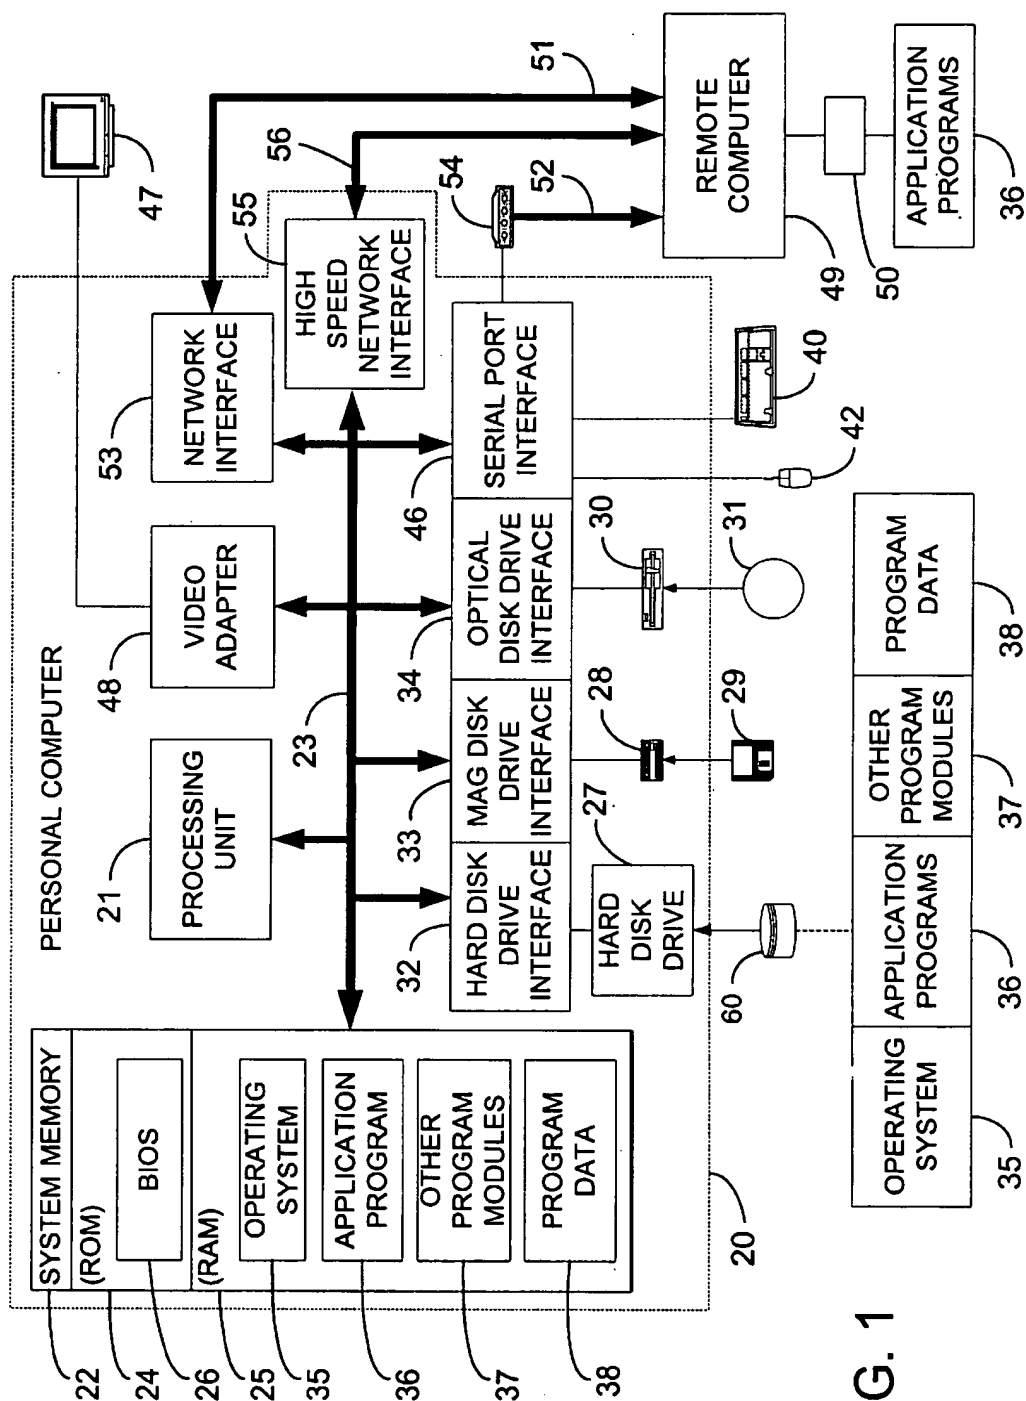 PERSONAL COMPUTER
47
22
SYSTEM MEMORY
24
(ROM)
26
BIOS
25
(RAM)
35
OPERATING
SYSTEM
36
APPLICATION
PROGRAM
37
OTHER
PROGRAM
MODULES
38
PROGRAM
DATA
21
PROCESSING
UNIT
48
VIDEO
ADAPTER
53
NETWORK
INTERFACE
23
55
HIGH
SPEED
NETWORK
INTERFACE
56
51
32
HARD DISK
DRIVE
INTERFACE
33
MAG DISK
DRIVE
INTERFACE
34
OPTICAL
DISK DRIVE
INTERFACE
46
SERIAL PORT
INTERFACE
54
52
27
HARD
DISK
DRIVE
28
30
60
29
31
42
40
20
REMOTE
COMPUTER
49
50
APPLICATION
PROGRAMS
36
OPERATING
SYSTEM
35
APPLICATION
PROGRAMS
36
OTHER
PROGRAM
MODULES
37
PROGRAM
DATA
38
G. 1